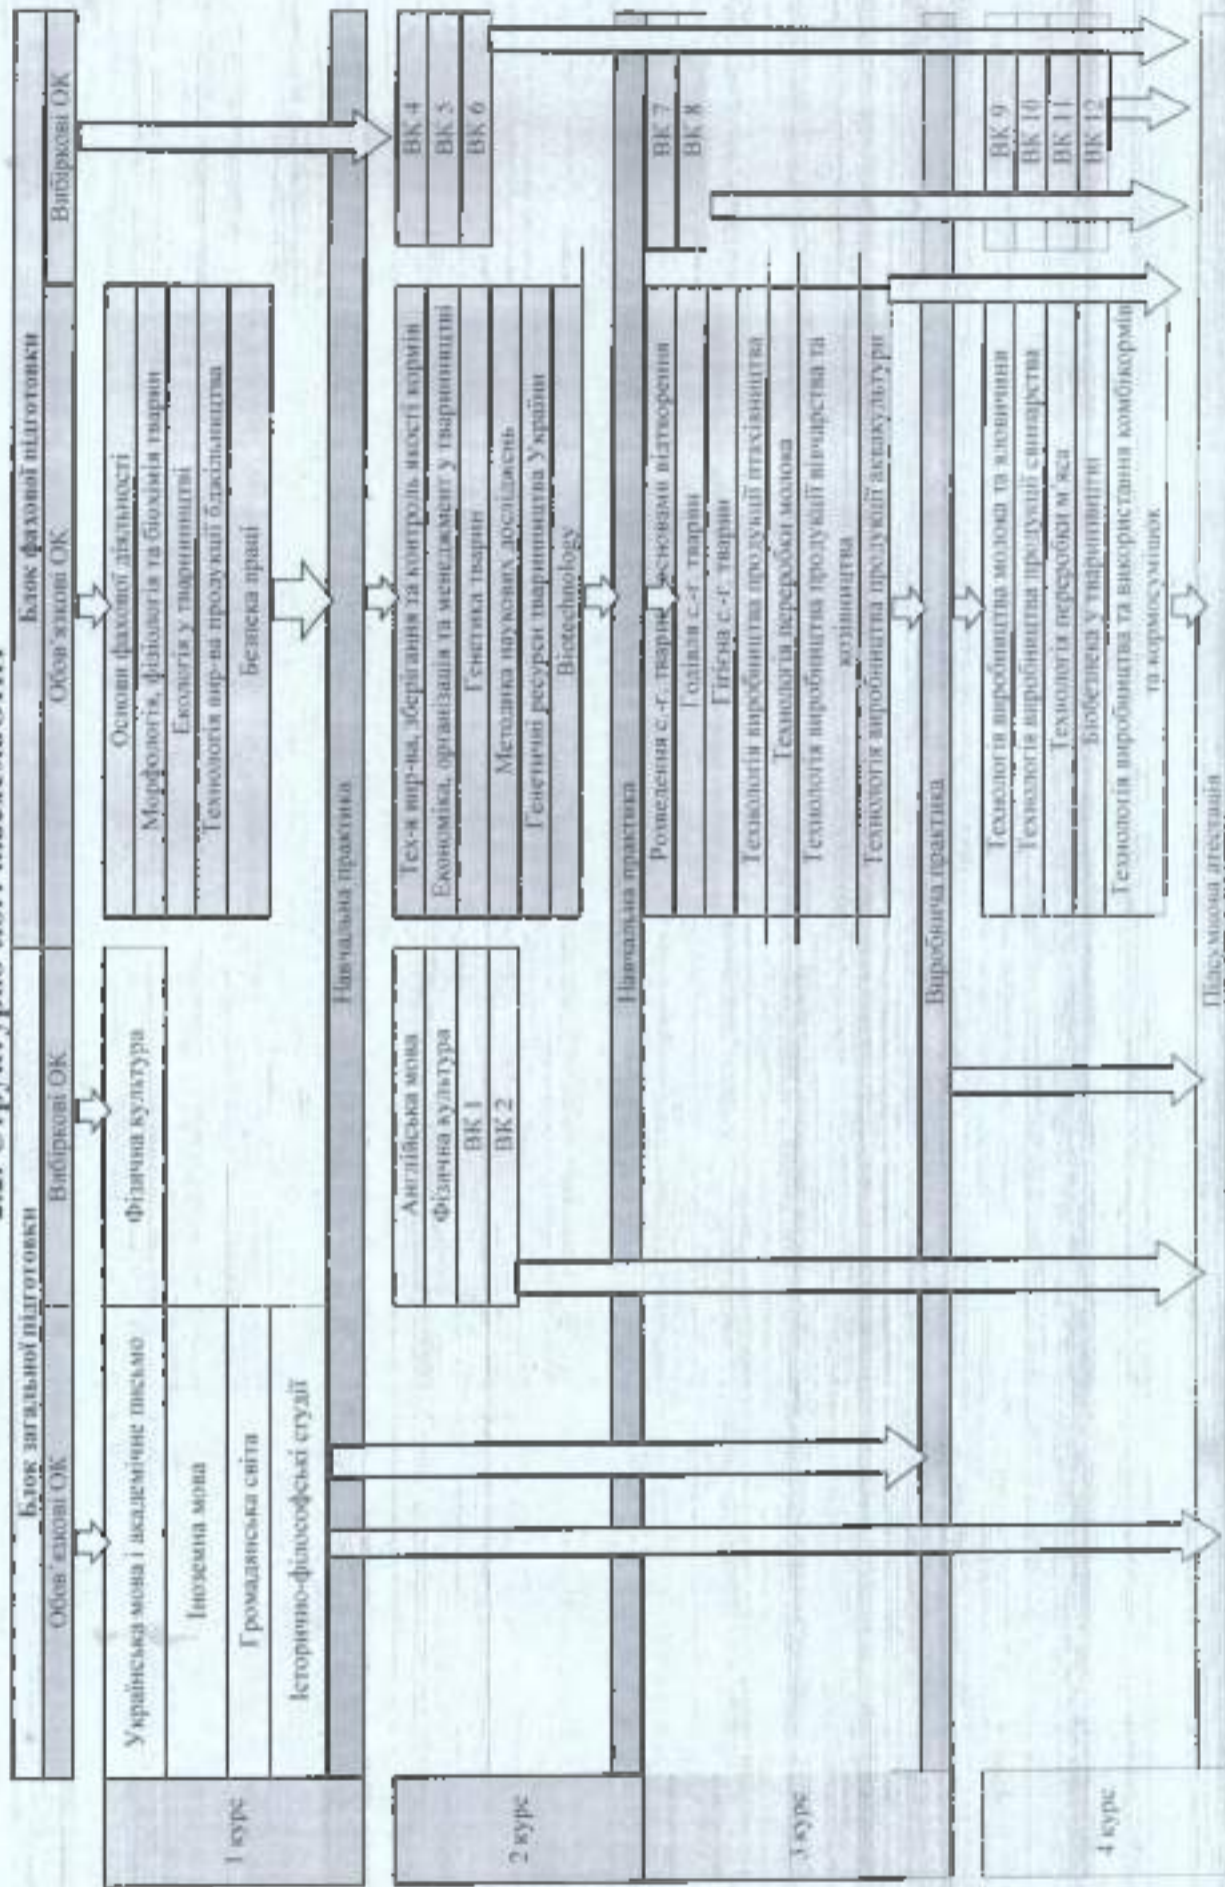 2.2. Структурно-логічна схема ОПП
Блок загальної підготовки
Блок фахової підготовки
Обов'язкові ОК
Вибіркові ОК
Обов'язкові ОК
Вибіркові ОК
1 курс
Українська мова і академічне письмо
Іноземна мова
Громадянська світа
Історично-філософські студії
Фізична культура
Основи фахової діяльності
Морфологія, фізіологія та біохімія тварин
Екологія у тваринництві
Технологія вир-ва продукції бджільництва
Безпека праці
Навчальна практика
2 курс
Англійська мова
Фізична культура
ВК 1
ВК 2
Тех-я вир-ва, зберігання та контроль якості кормів
Економіка, організація та менеджмент у тваринництві
Генетика тварин
Методика наукових досліджень
Генетичні ресурси тваринництва України
Biotechnology
ВК 4
ВК 5
ВК 6
Навчальна практика
3 курс
Розведення с.-г. тварин з основами відтворення
Годівля с.-г. тварин
Гігієна с.-г. тварин
Технологія виробництва продукції птахівництва
Технологія переробки молока
Технологія виробництва продукції вівчарства та
козівництва
Технологія виробництва продукції аквакультури
ВК 7
ВК 8
Виробнича практика
4 курс
Технологія виробництва молока та яловичини
Технологія виробництва продукції свинарства
Технологія переробки м'яса
Біобезпека у тваринництві
Технологія виробництва та використання комбікормів
та кормосумішок
ВК 9
ВК 10
ВК 11
ВК 12
Підсумкова атестація